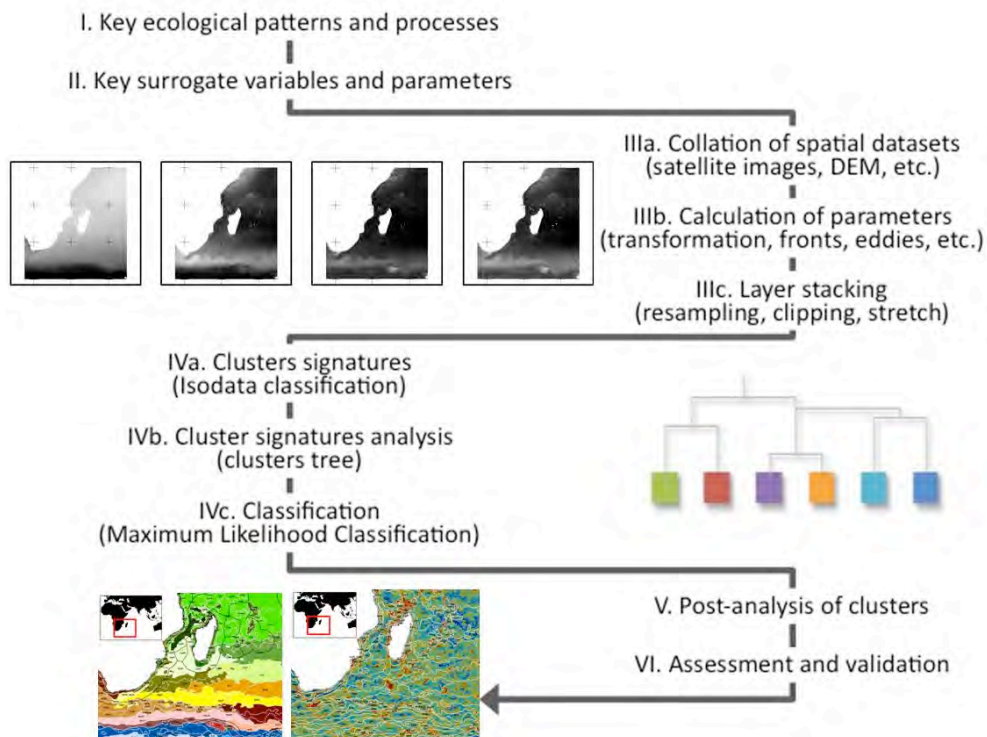 I. Key ecological patterns and processes
II. Key surrogate variables and parameters
IIIa. Collation of spatial datasets
(satellite images, DEM, etc.)
IIIb. Calculation of parameters
(transformation, fronts, eddies, etc.)
IIIc. Layer stacking
(resampling, clipping, stretch)
IVa. Clusters signatures
(Isodata classification)
IVb. Cluster signatures analysis
(clusters tree)
IVc. Classification
(Maximum Likelihood Classification)
V. Post-analysis of clusters
VI. Assessment and validation